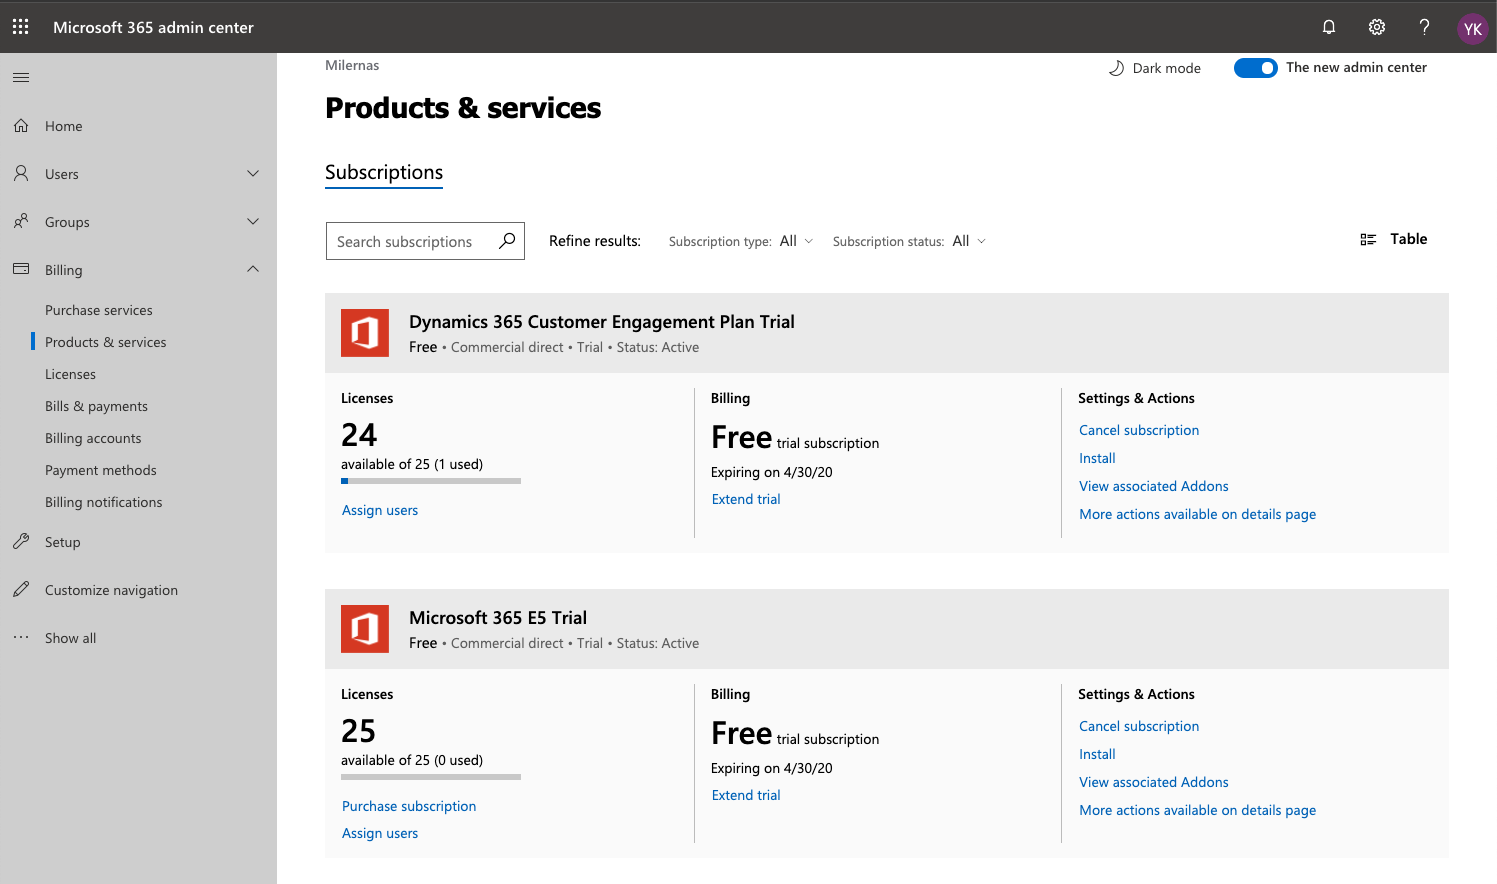 Microsoft 365 admin center
YK
Home
Users
Groups
Billing
Purchase services
Products & services
Licenses
Bills & payments
Billing accounts
Payment methods
Billing notifications
Setup
Customize navigation
Show all
Milernas
Dark mode
The new admin center
Products & services
Subscriptions
Search subscriptions
Refine results:
Subscription type: All
Subscription status: All
Table
Dynamics 365 Customer Engagement Plan Trial
Free • Commercial direct • Trial • Status: Active
Licenses
24
available of 25 (1 used)
Assign users
Billing
Free trial subscription
Expiring on 4/30/20
Extend trial
Settings & Actions
Cancel subscription
Install
View associated Addons
More actions available on details page
Microsoft 365 E5 Trial
Free • Commercial direct • Trial • Status: Active
Licenses
25
available of 25 (0 used)
Purchase subscription
Assign users
Billing
Free trial subscription
Expiring on 4/30/20
Extend trial
Settings & Actions
Cancel subscription
Install
View associated Addons
More actions available on details page